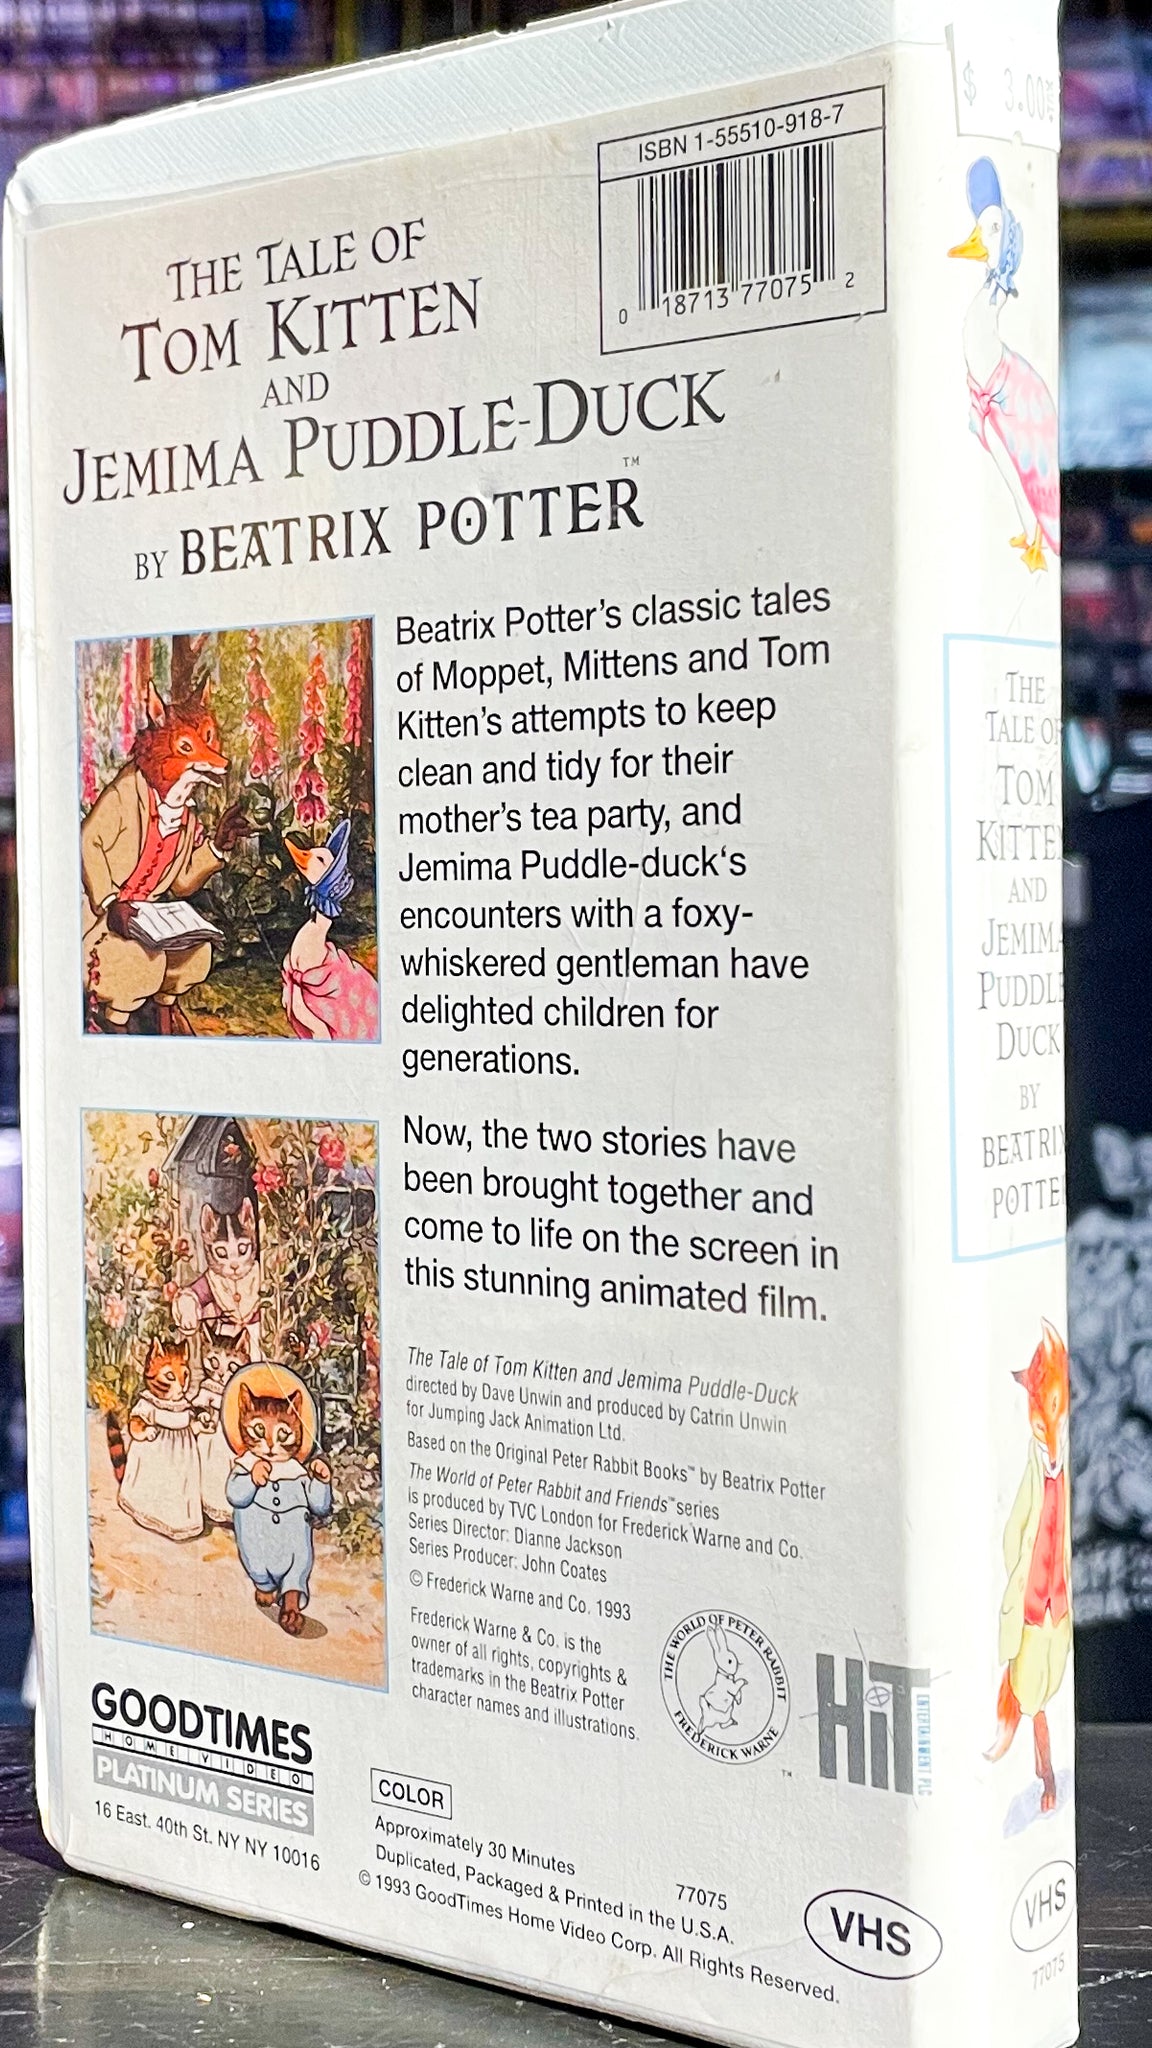 ISBN 1-55510-918-7
0 18713 77075 2
THE TALE OF
TOM KITTEN
AND
JEMIMA PUDDLE-DUCK
BY BEATRIX POTTER™
Beatrix Potter's classic tales
of Moppet, Mittens and Tom
Kitten's attempts to keep
clean and tidy for their
mother's tea party, and
Jemima Puddle-duck‘s
encounters with a foxy-
whiskered gentleman have
delighted children for
generations.
Now, the two stories have
been brought together and
come to life on the screen in
this stunning animated film.
The Tale of Tom Kitten and Jemima Puddle-Duck
directed by Dave Unwin and produced by Catrin Unwin
for Jumping Jack Animation Ltd.
Based on the Original Peter Rabbit Books™ by Beatrix Potter
The World of Peter Rabbit and Friends™ series
is produced by TVC London for Frederick Warne and Co.
Series Director: Dianne Jackson
Series Producer: John Coates
© Frederick Warne and Co. 1993
Frederick Warne & Co. is the
owner of all rights, copyrights &
trademarks in the Beatrix Potter
character names and illustrations.
THE WORLD OF PETER RABBIT
FREDERICK WARNE
™
HiT
ENTERTAINMENT PLC
GOODTIMES
HOME VIDEO
PLATINUM SERIES
16 East. 40th St. NY NY 10016
COLOR
Approximately 30 Minutes
77075
Duplicated, Packaged & Printed in the U.S.A.
© 1993 GoodTimes Home Video Corp. All Rights Reserved.
VHS
$ 3.00
THE
TALE OF
TOM
KITTE
AND
JEMIMA
PUDDLE
DUCK
BY
BEATRIX
POTTE
VHS
77075